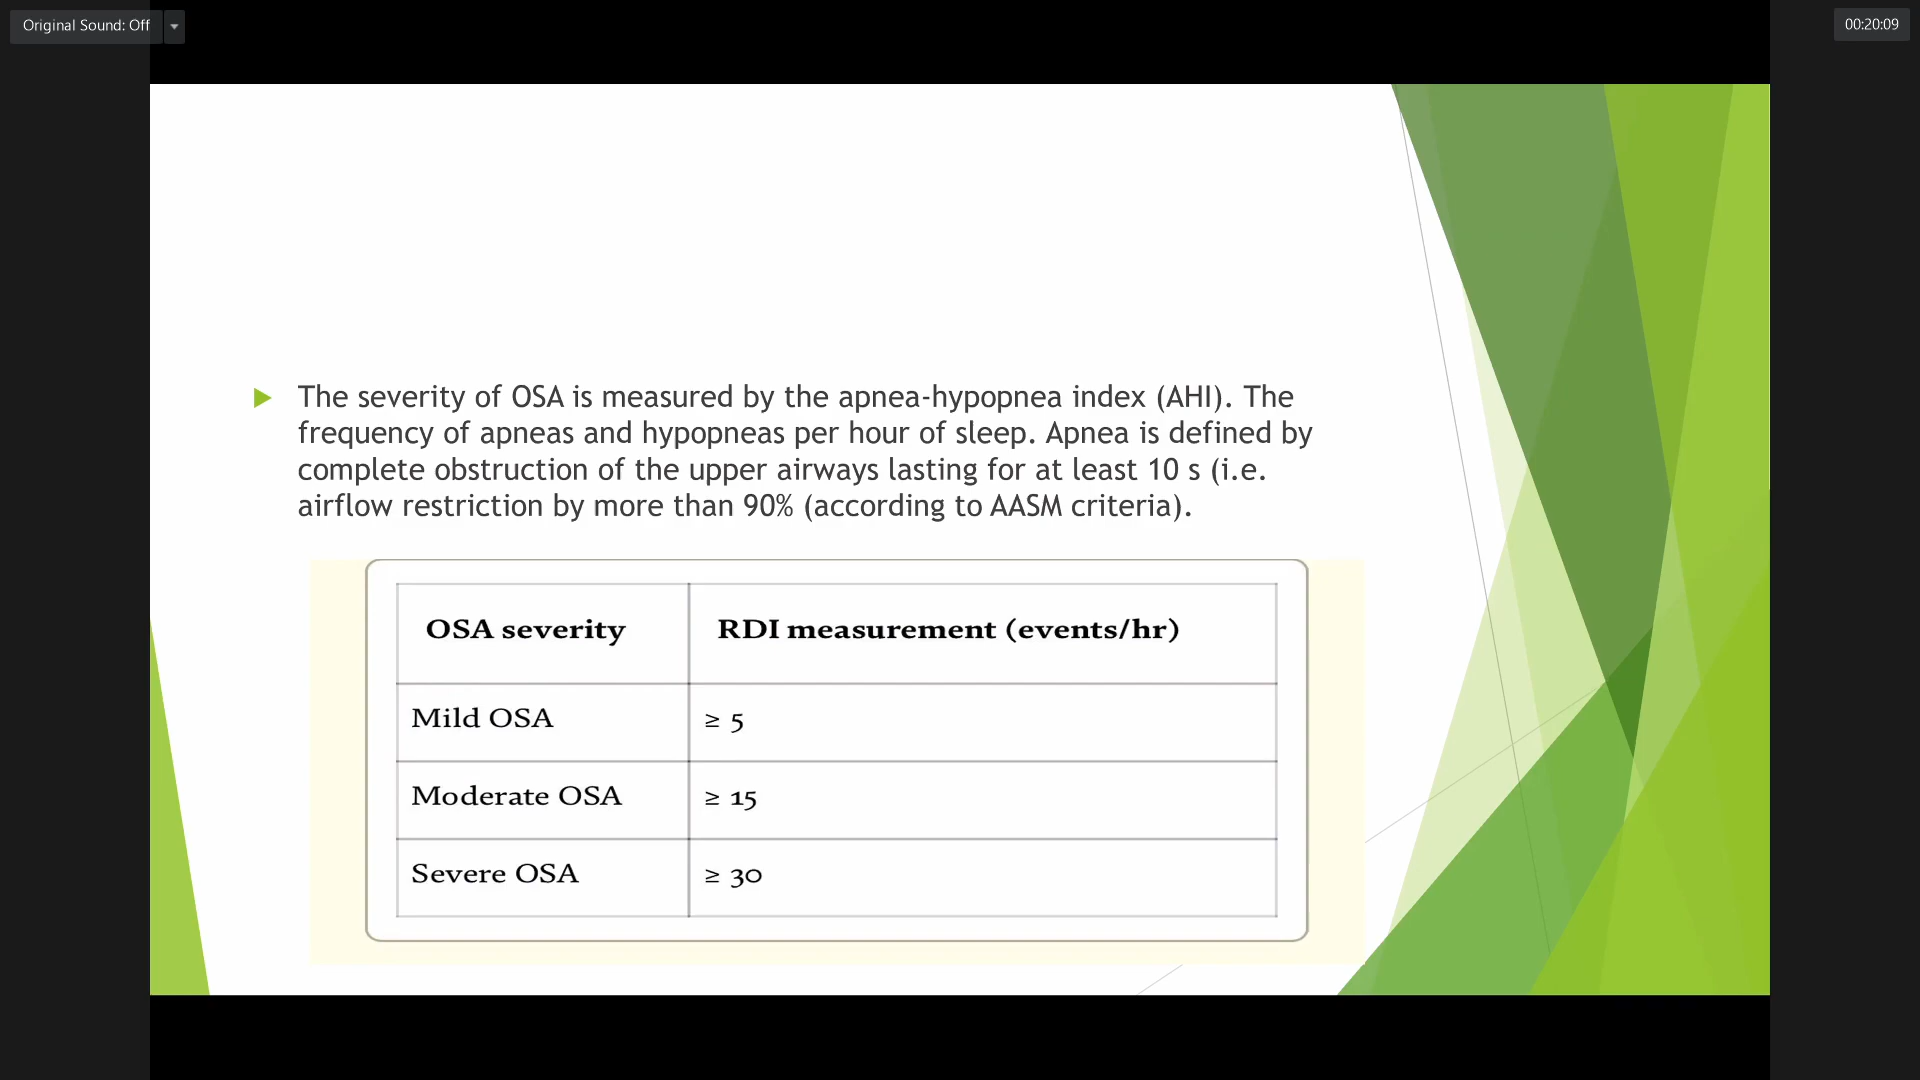 Original Sound: Off
00:20:09
The severity of OSA is measured by the apnea-hypopnea index (AHI). The
frequency of apneas and hypopneas per hour of sleep. Apnea is defined by
complete obstruction of the upper airways lasting for at least 10 s (i.e.
airflow restriction by more than 90% (according to AASM criteria).
OSA severity RDI measurement (events/hr)
Mild OSA ≥ 5
Moderate OSA ≥ 15
Severe OSA ≥ 30